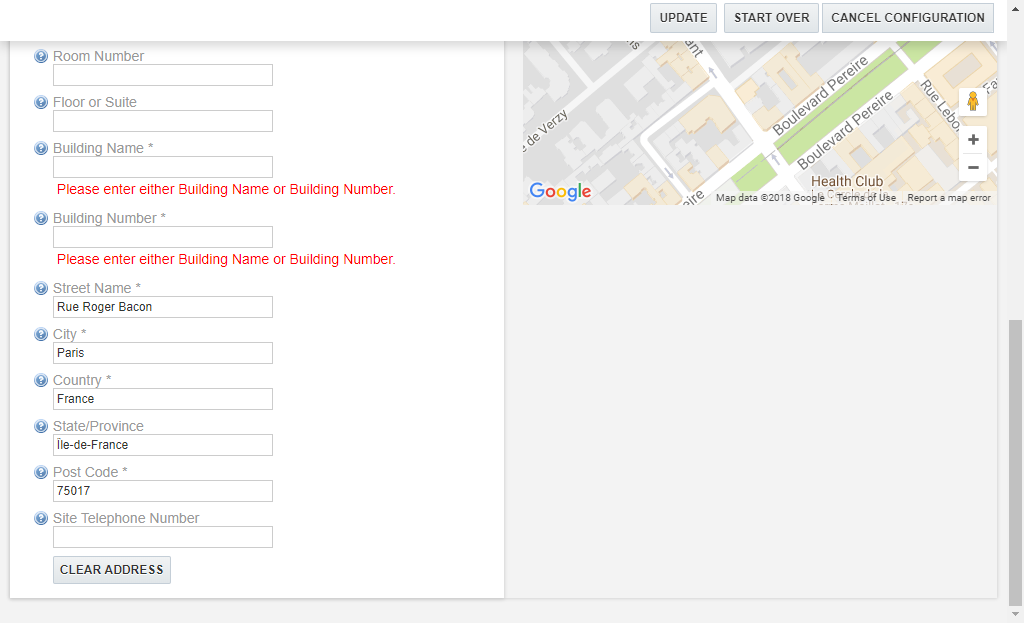 UPDATE START OVER CANCEL CONFIGURATION
Room Number
Floor or Suite
Building Name *
Please enter either Building Name or Building Number.
Building Number *
Please enter either Building Name or Building Number.
Street Name *
Rue Roger Bacon
City *
Paris
Country *
France
State/Province
Île-de-France
Post Code *
75017
Site Telephone Number
CLEAR ADDRESS
Boulevard Pereire
Boulevard Pereire
e de Verzy
Health Club
Google
Map data ©2018 Google Terms of Use Report a map error